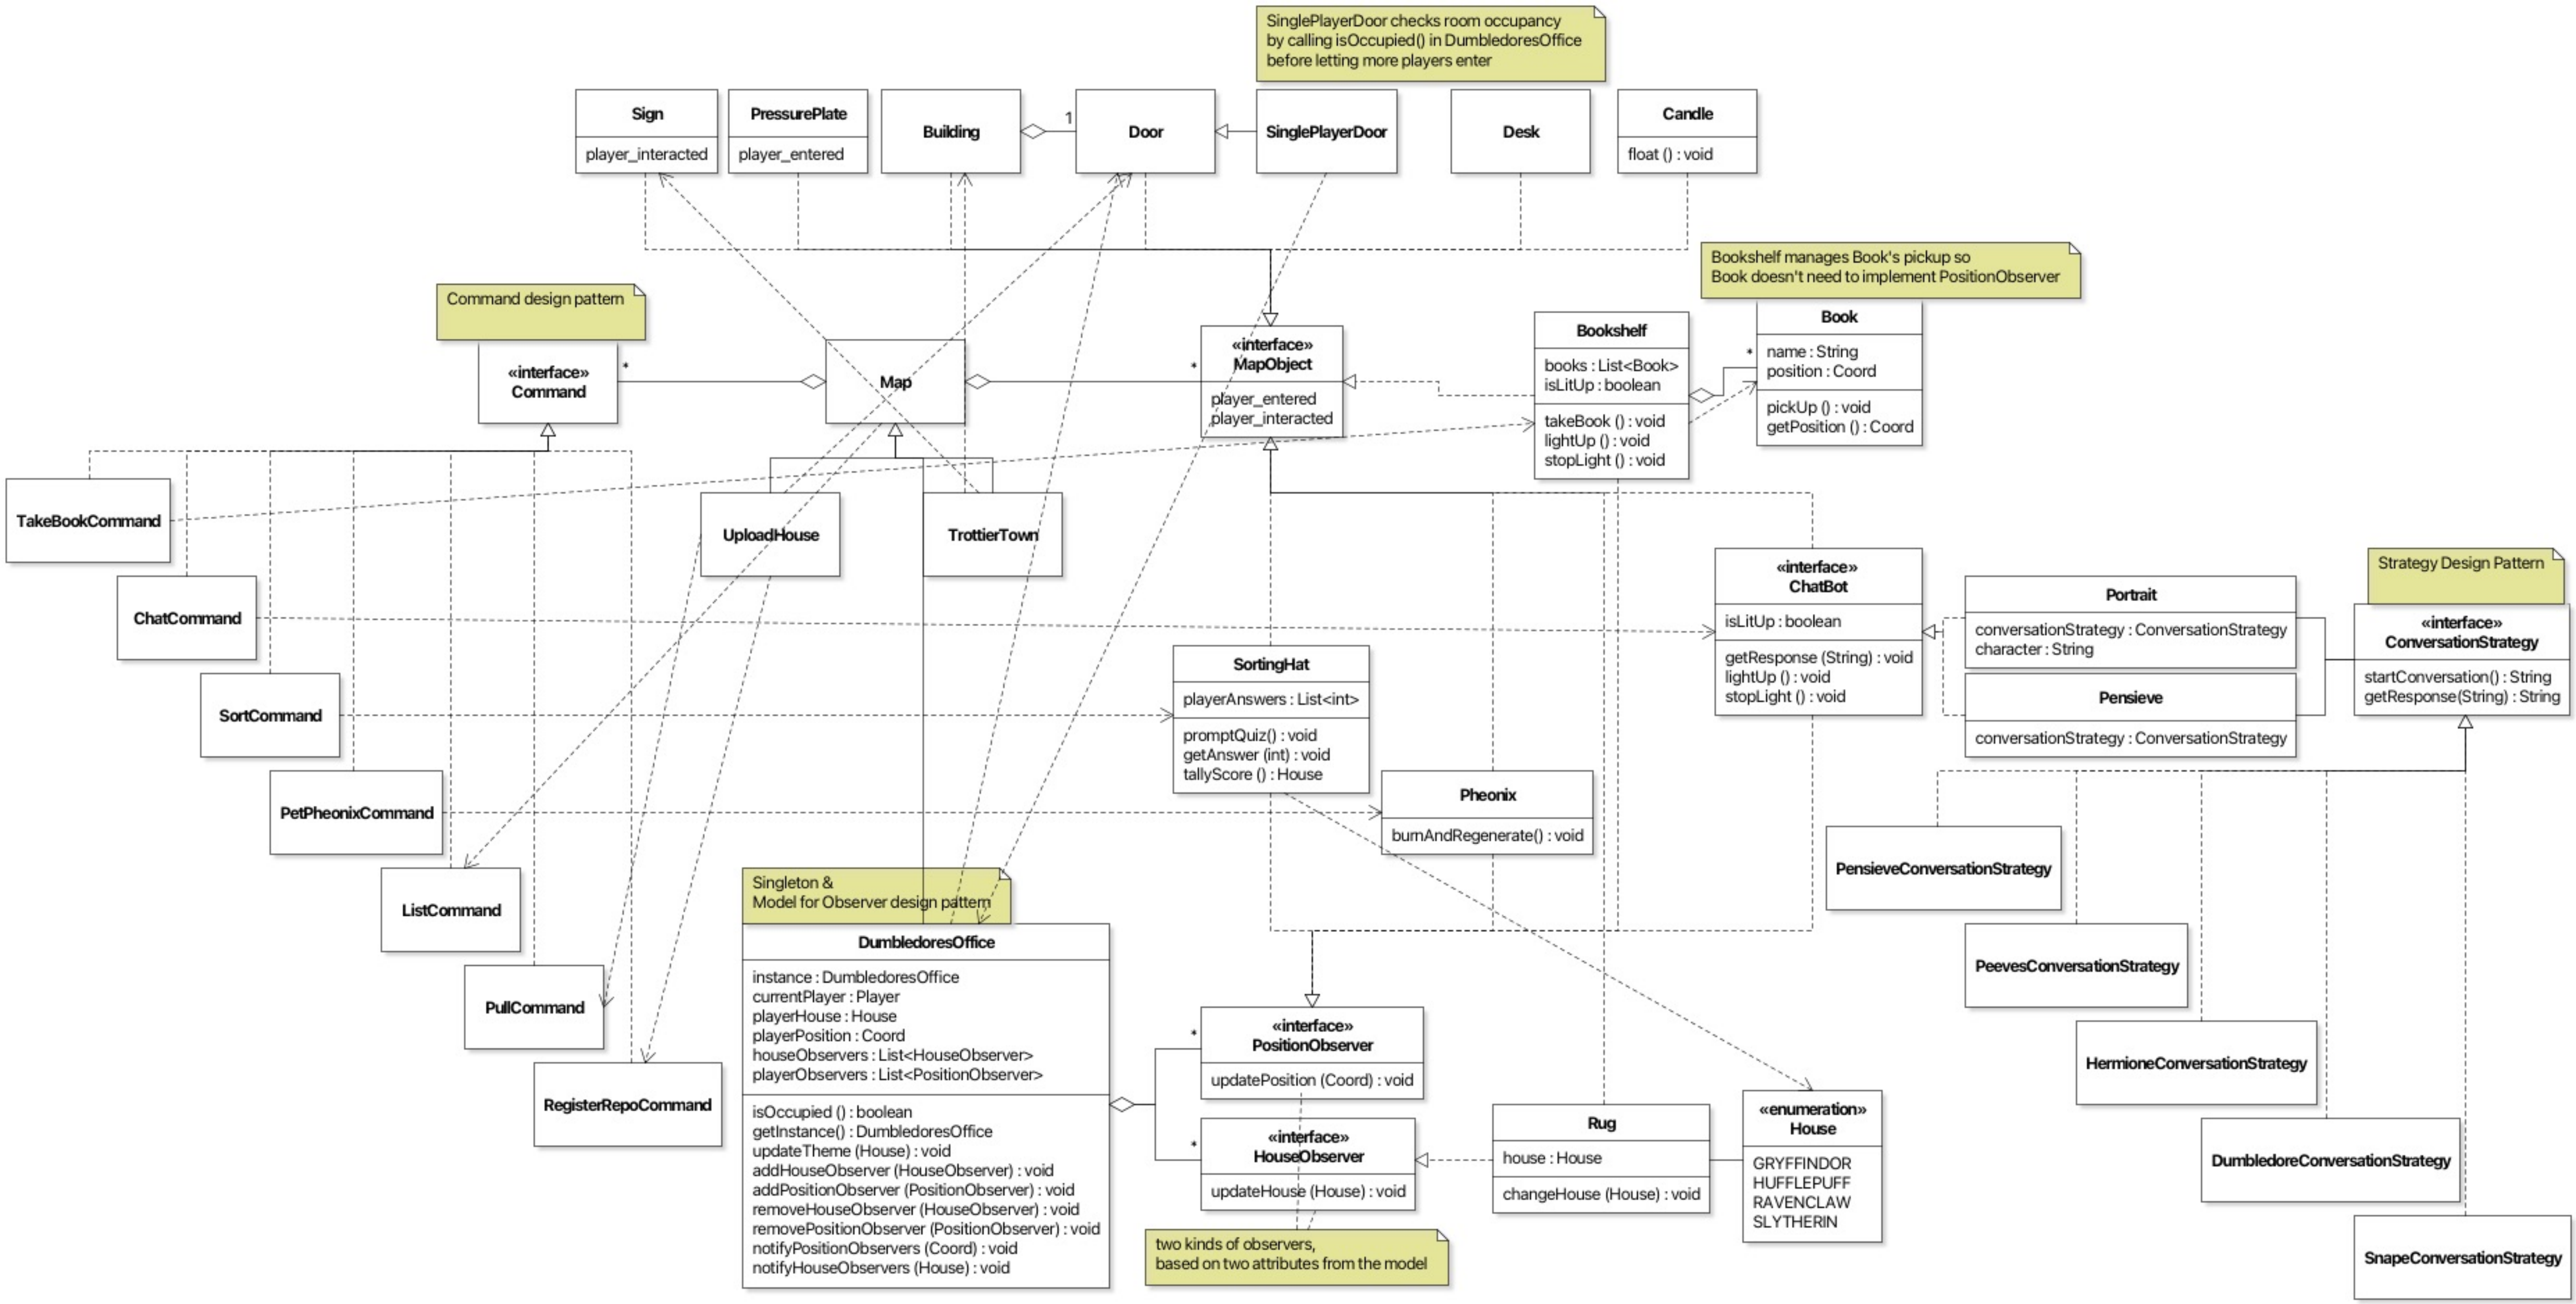 SinglePlayerDoor checks room occupancy
by calling isOccupied() in DumbledoresOffice
before letting more players enter
Sign
player_interacted
PressurePlate
player_entered
Building
1
Door
SinglePlayerDoor
Desk
Candle
float () : void
Command design pattern
«interface»
Command
*
Map
*
«interface»
MapObject
player_entered
player_interacted
Bookshelf
books : List<Book>
isLitUp : boolean
takeBook () : void
lightUp () : void
stopLight () : void
Bookshelf manages Book's pickup so
Book doesn't need to implement PositionObserver
*
Book
name : String
position : Coord
pickUp () : void
getPosition () : Coord
TakeBookCommand
ChatCommand
SortCommand
PetPheonixCommand
ListCommand
PullCommand
RegisterRepoCommand
UploadHouse
TrottierTown
SortingHat
playerAnswers : List<int>
promptQuiz() : void
getAnswer (int) : void
tallyScore () : House
Pheonix
burnAndRegenerate() : void
«interface»
ChatBot
isLitUp : boolean
getResponse (String) : void
lightUp () : void
stopLight () : void
Portrait
conversationStrategy : ConversationStrategy
character : String
Pensieve
conversationStrategy : ConversationStrategy
Strategy Design Pattern
«interface»
ConversationStrategy
startConversation() : String
getResponse(String) : String
PensieveConversationStrategy
PeevesConversationStrategy
HermioneConversationStrategy
DumbledoreConversationStrategy
SnapeConversationStrategy
Singleton &
Model for Observer design pattern
DumbledoresOffice
instance : DumbledoresOffice
currentPlayer : Player
playerHouse : House
playerPosition : Coord
houseObservers : List<HouseObserver>
playerObservers : List<PositionObserver>
isOccupied () : boolean
getInstance() : DumbledoresOffice
updateTheme (House) : void
addHouseObserver (HouseObserver) : void
addPositionObserver (PositionObserver) : void
removeHouseObserver (HouseObserver) : void
removePositionObserver (PositionObserver) : void
notifyPositionObservers (Coord) : void
notifyHouseObservers (House) : void
*
«interface»
PositionObserver
updatePosition (Coord) : void
*
«interface»
HouseObserver
updateHouse (House) : void
two kinds of observers,
based on two attributes from the model
Rug
house : House
changeHouse (House) : void
«enumeration»
House
GRYFFINDOR
HUFFLEPUFF
RAVENCLAW
SLYTHERIN